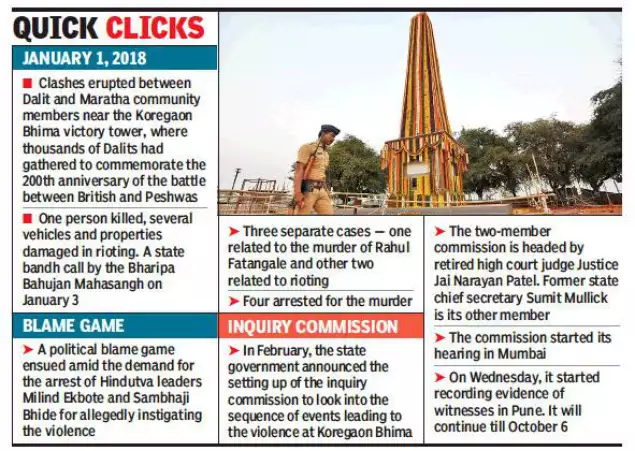 QUICK CLICKS
JANUARY 1, 2018
■ Clashes erupted between
Dalit and Maratha community
members near the Koregaon
Bhima victory tower, where
thousands of Dalits had
gathered to commemorate the
200th anniversary of the battle
between British and Peshwas
■ One person killed, several
vehicles and properties
damaged in rioting. A state
bandh call by the Bharipa
Bahujan Mahasangh on
January 3
BLAME GAME
➤ A political blame game
ensued amid the demand for
the arrest of Hindutva leaders
Milind Ekbote and Sambhaji
Bhide for allegedly instigating
the violence
➤ Three separate cases — one
related to the murder of Rahul
Fatangale and other two
related to rioting
➤ Four arrested for the murder
INQUIRY COMMISSION
➤ In February, the state
government announced the
setting up of the inquiry
commission to look into the
sequence of events leading to
the violence at Koregaon Bhima
➤ The two-member
commission is headed by
retired high court judge Justice
Jai Narayan Patel. Former state
chief secretary Sumit Mullick
is its other member
➤ The commission started its
hearing in Mumbai
➤ On Wednesday, it started
recording evidence of
witnesses in Pune. It will
continue till October 6